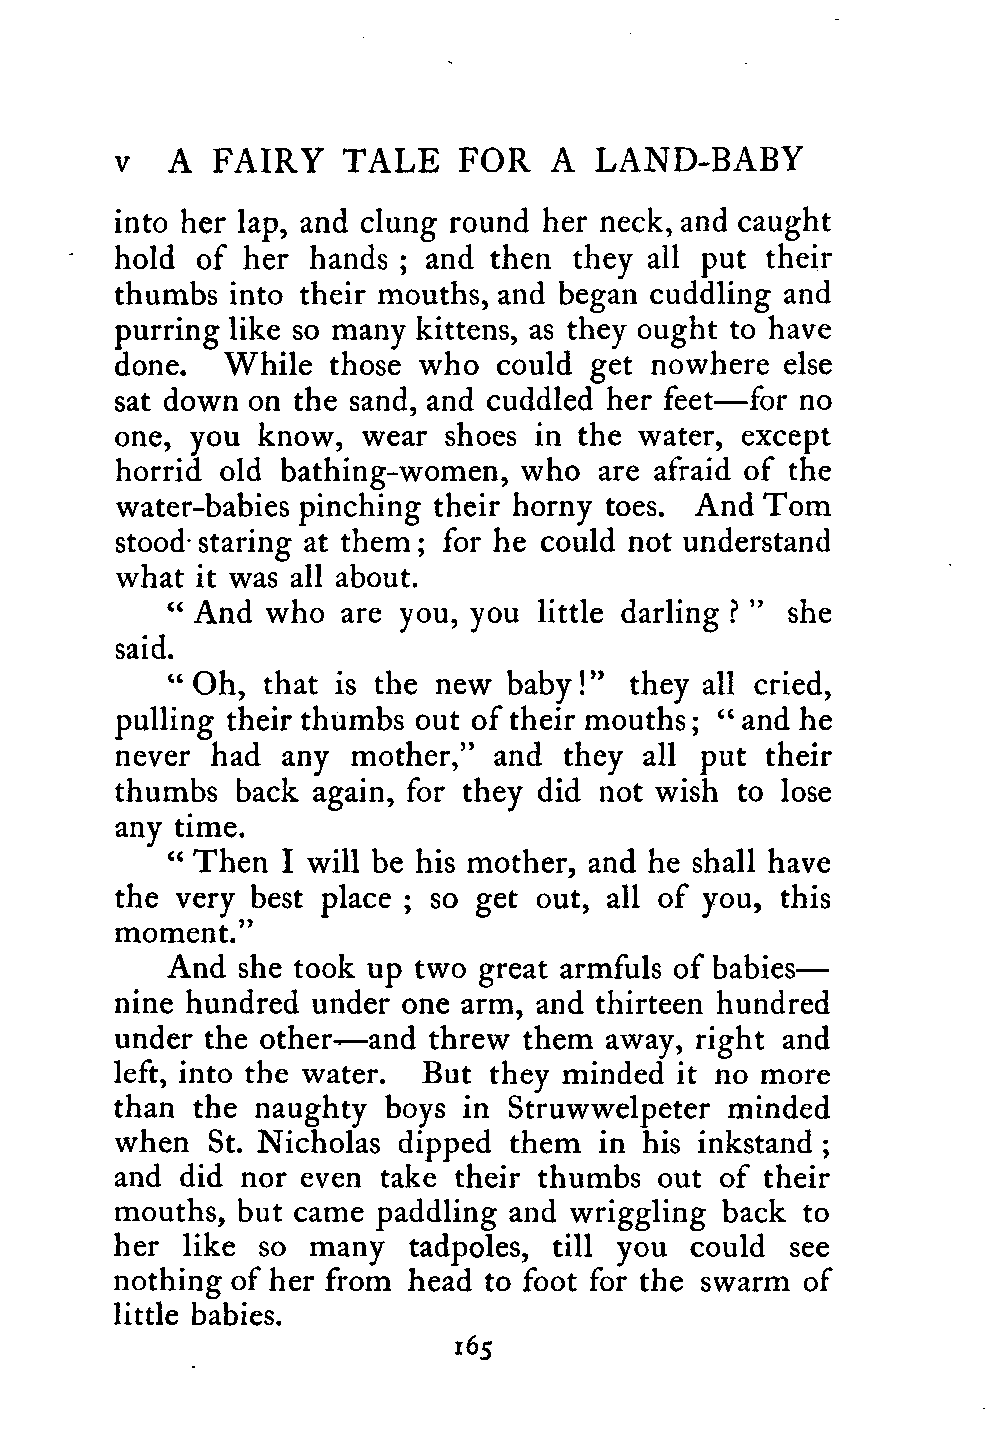 v A FAIRY TALE FOR A LAND-BABY
into her lap, and clung round her neck, and caught
hold of her hands ; and then they all put their
thumbs into their mouths, and began cuddling and
purring like so many kittens, as they ought to have
done. While those who could get nowhere else
sat down on the sand, and cuddled her feet—for no
one, you know, wear shoes in the water, except
horrid old bathing-women, who are afraid of the
water-babies pinching their horny toes. And Tom
stood staring at them ; for he could not understand
what it was all about.
“ And who are you, you little darling ? ” she
said.
“ Oh, that is the new baby !” they all cried,
pulling their thumbs out of their mouths ; “ and he
never had any mother,” and they all put their
thumbs back again, for they did not wish to lose
any time.
“ Then I will be his mother, and he shall have
the very best place ; so get out, all of you, this
moment.”
And she took up two great armfuls of babies—
nine hundred under one arm, and thirteen hundred
under the other—and threw them away, right and
left, into the water. But they minded it no more
than the naughty boys in Struwwelpeter minded
when St. Nicholas dipped them in his inkstand ;
and did nor even take their thumbs out of their
mouths, but came paddling and wriggling back to
her like so many tadpoles, till you could see
nothing of her from head to foot for the swarm of
little babies.
165